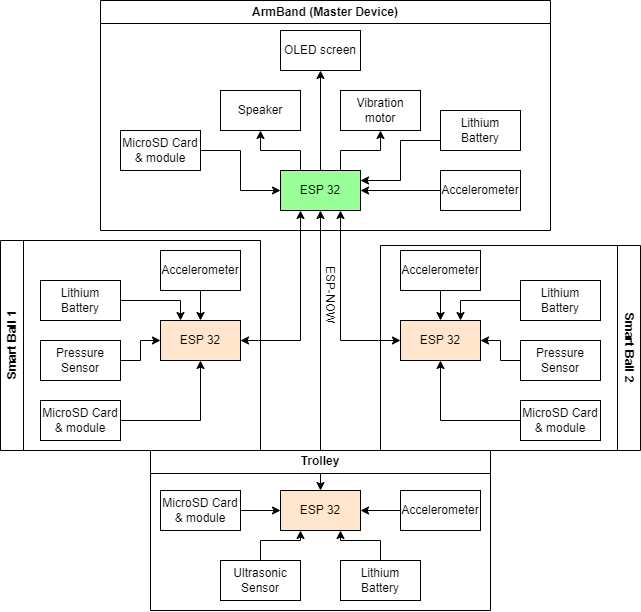 ArmBand (Master Device)
OLED screen
Speaker
Vibration
motor
MicroSD Card
& module
Lithium
Battery
ESP 32
Accelerometer
ESP-NOW
Smart Ball 1
Accelerometer
Lithium
Battery
ESP 32
Pressure
Sensor
MicroSD Card
& module
Smart Ball 2
Accelerometer
Lithium
Battery
ESP 32
Pressure
Sensor
MicroSD Card
& module
Trolley
MicroSD Card
& module
ESP 32
Accelerometer
Ultrasonic
Sensor
Lithium
Battery